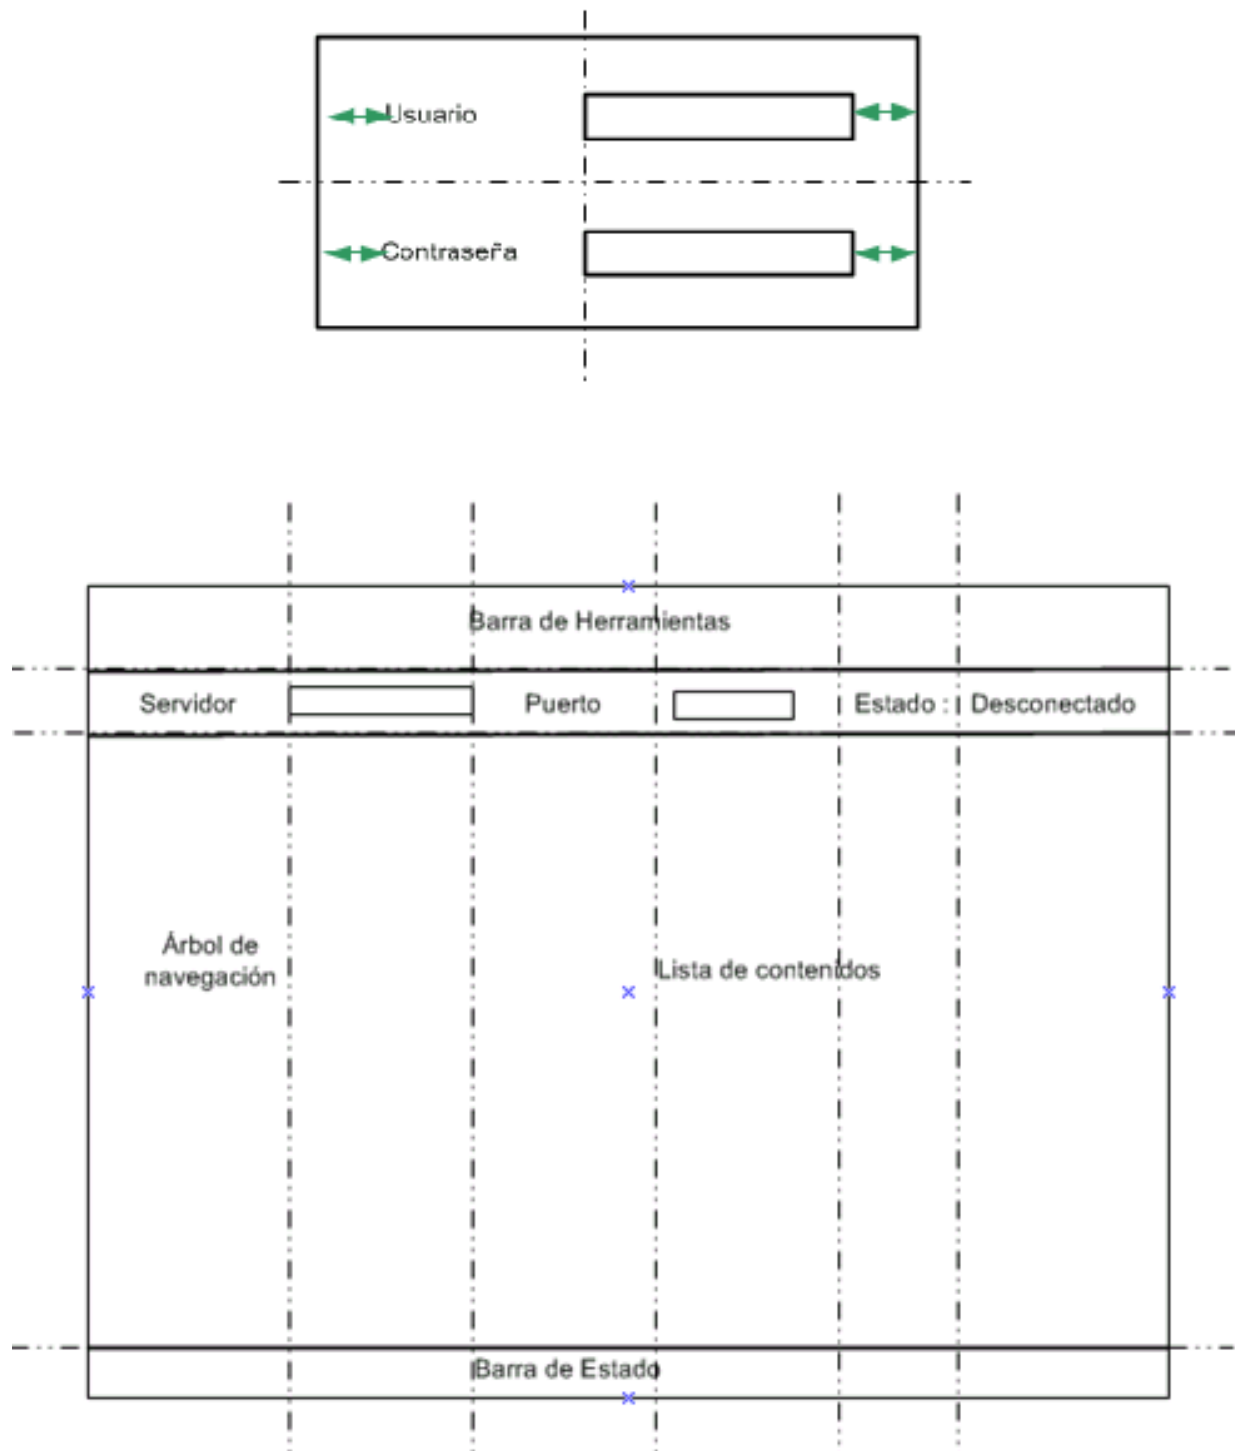 Usuario
Contraseña
Barra de Herramientas
Servidor Puerto Estado : Desconectado
Árbol de
navegación
Lista de contenidos
Barra de Estado